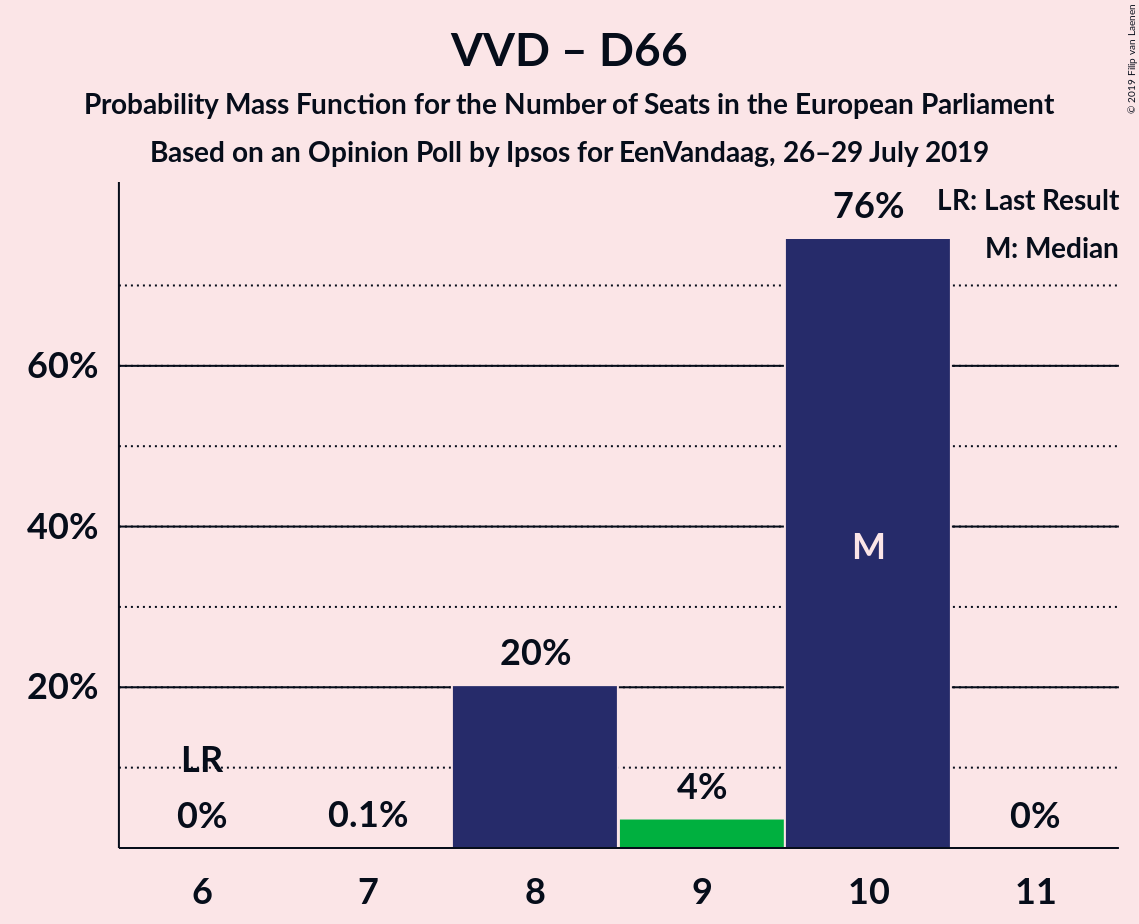 VVD – D66
Probability Mass Function for the Number of Seats in the European Parliament
Based on an Opinion Poll by Ipsos for EenVandaag, 26–29 July 2019
© 2019 Filip van Laenen
LR: Last Result
M: Median
76%
60%
40%
M
20%
20%
LR
4%
0%
0.1%
0%
6
7
8
9
10
11